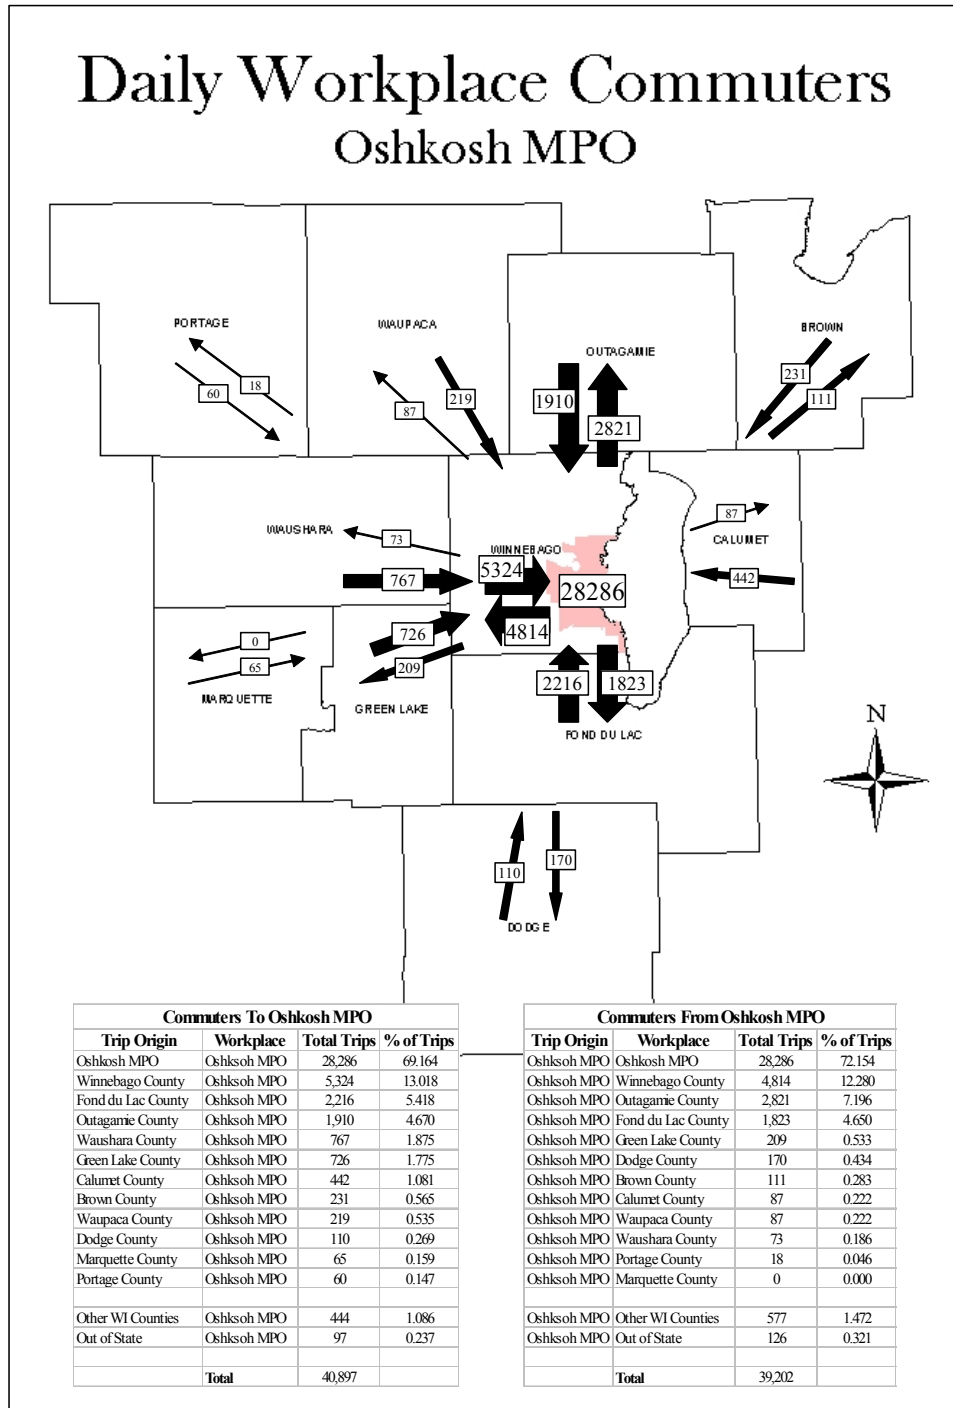 Daily Workplace Commuters
Oshkosh MPO
PORTAGE
WAUPACA
OUTAGAMIE
BROWN
18
60
87
219
1910
2821
231
111
WAUSHARA
73
767
WINNEBAGO
5324
28286
4814
87
CALUMET
442
0
65
MARQUETTE
726
209
GREEN LAKE
2216
1823
FOND DU LAC
N
110
170
DODGE
Commuters To Oshkosh MPO
Trip Origin Workplace Total Trips % of Trips
Oshkosh MPO Oshksoh MPO 28,286 69.164
Winnebago County Oshksoh MPO 5,324 13.018
Fond du Lac County Oshksoh MPO 2,216 5.418
Outagamie County Oshksoh MPO 1,910 4.670
Waushara County Oshksoh MPO 767 1.875
Green Lake County Oshksoh MPO 726 1.775
Calumet County Oshksoh MPO 442 1.081
Brown County Oshksoh MPO 231 0.565
Waupaca County Oshksoh MPO 219 0.535
Dodge County Oshksoh MPO 110 0.269
Marquette County Oshksoh MPO 65 0.159
Portage County Oshksoh MPO 60 0.147
Other WI Counties Oshksoh MPO 444 1.086
Out of State Oshksoh MPO 97 0.237
Total 40,897
Commuters From Oshkosh MPO
Trip Origin Workplace Total Trips % of Trips
Oshksoh MPO Oshkosh MPO 28,286 72.154
Oshksoh MPO Winnebago County 4,814 12.280
Oshksoh MPO Outagamie County 2,821 7.196
Oshksoh MPO Fond du Lac County 1,823 4.650
Oshksoh MPO Green Lake County 209 0.533
Oshksoh MPO Dodge County 170 0.434
Oshksoh MPO Brown County 111 0.283
Oshksoh MPO Calumet County 87 0.222
Oshksoh MPO Waupaca County 87 0.222
Oshksoh MPO Waushara County 73 0.186
Oshksoh MPO Portage County 18 0.046
Oshksoh MPO Marquette County 0 0.000
Oshksoh MPO Other WI Counties 577 1.472
Oshksoh MPO Out of State 126 0.321
Total 39,202